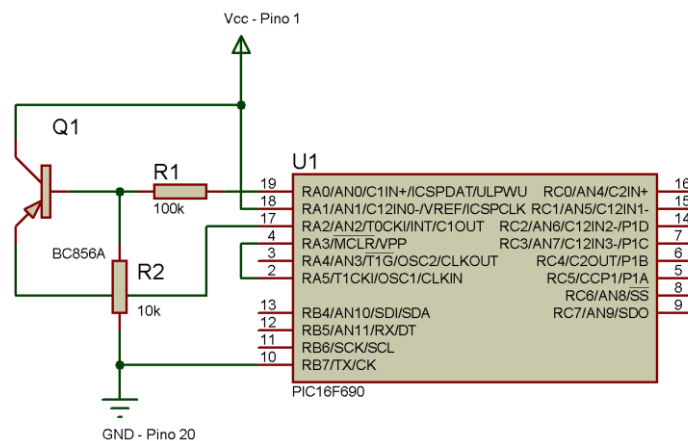 Vcc - Pino 1
Q1
BC856A
R1
100k
R2
10k
GND - Pino 20
U1
19 RA0/AN0/C1IN+/ICSPDAT/ULPWU RC0/AN4/C2IN+ 16
18 RA1/AN1/C12IN0-/VREF/ICSPCLK RC1/AN5/C12IN1- 15
17 RA2/AN2/T0CKI/INT/C1OUT RC2/AN6/C12IN2-/P1D 14
4 RA3/MCLR/VPP RC3/AN7/C12IN3-/P1C 7
3 RA4/AN3/T1G/OSC2/CLKOUT RC4/C2OUT/P1B 6
2 RA5/T1CKI/OSC1/CLKIN RC5/CCP1/P1A 5
RC6/AN8/SS 8
13 RB4/AN10/SDI/SDA RC7/AN9/SDO 9
12 RB5/AN11/RX/DT
11 RB6/SCK/SCL
10 RB7/TX/CK
PIC16F690